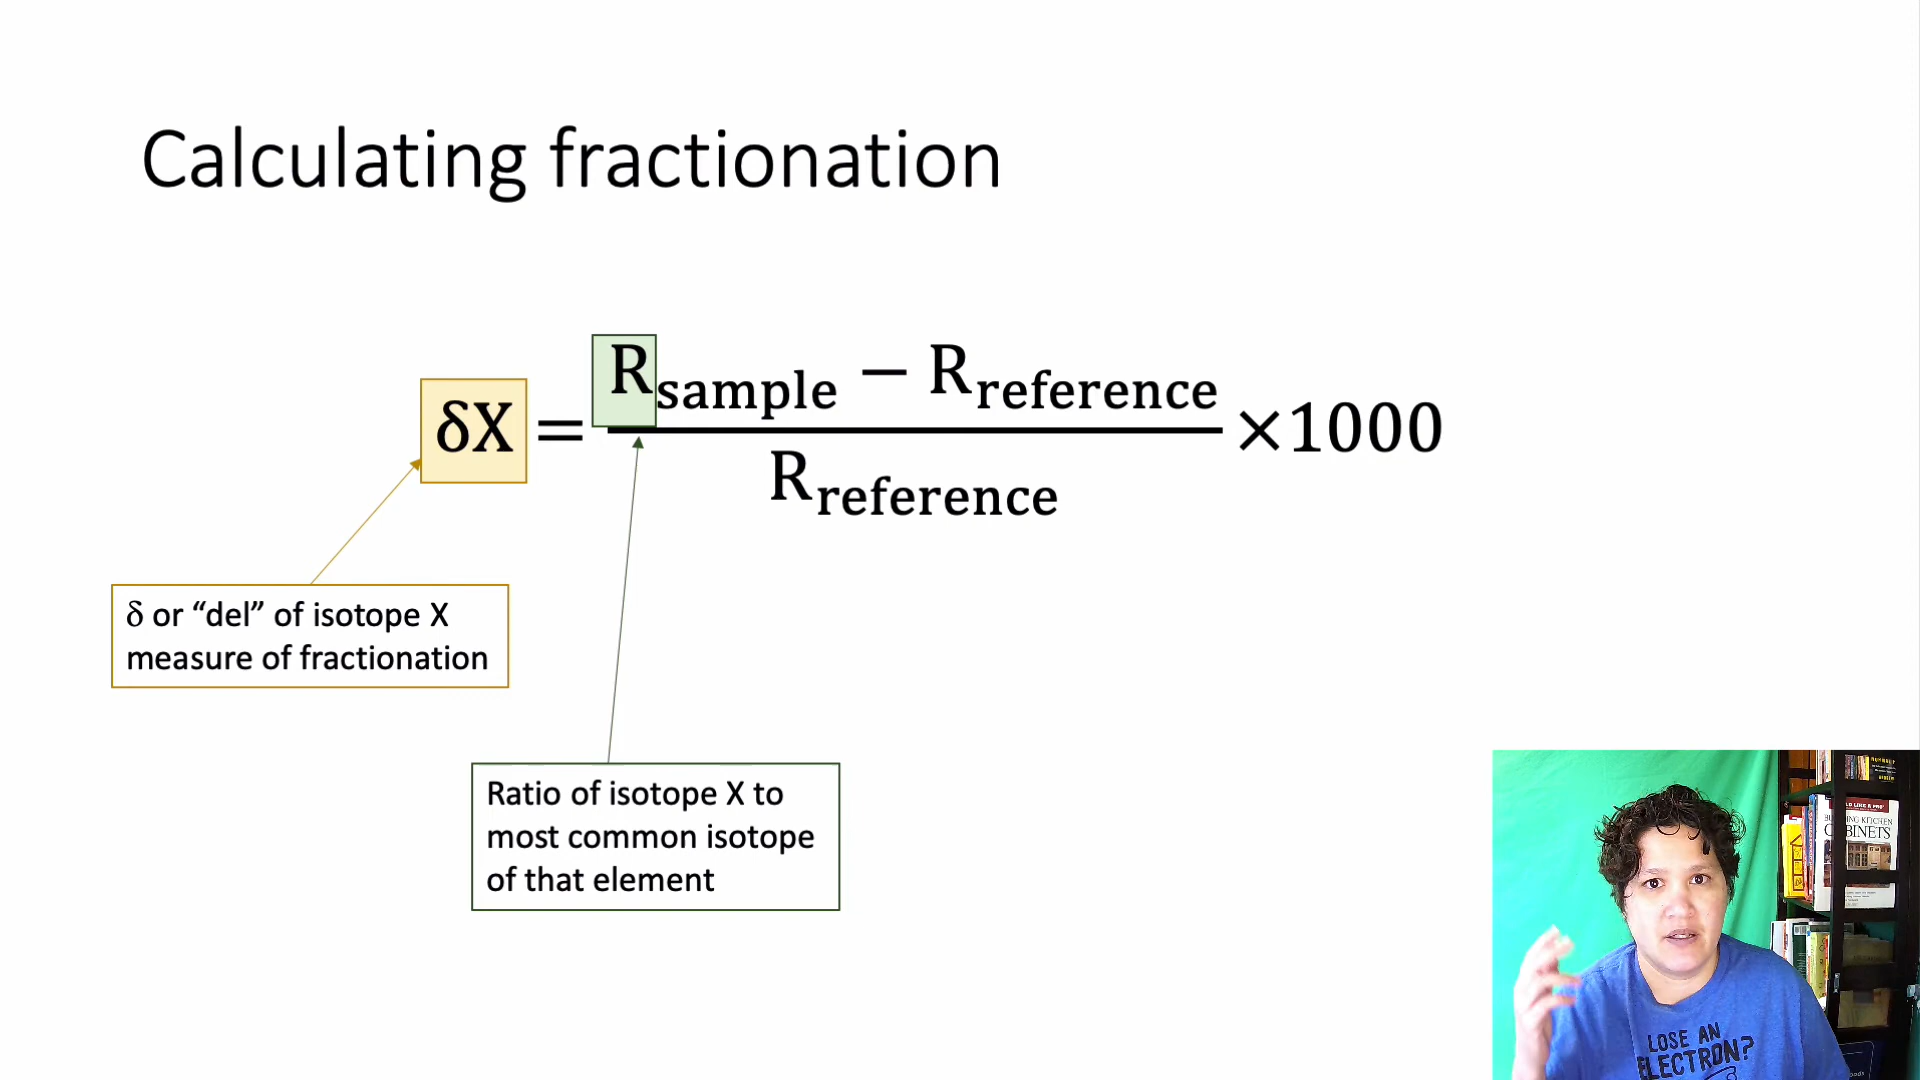 Calculating fractionation
δX = (R_sample − R_reference) / R_reference ×1000
δ or “del” of isotope X
measure of fractionation
Ratio of isotope X to
most common isotope
of that element
CABINETS
LOSE AN
ELECTRON?